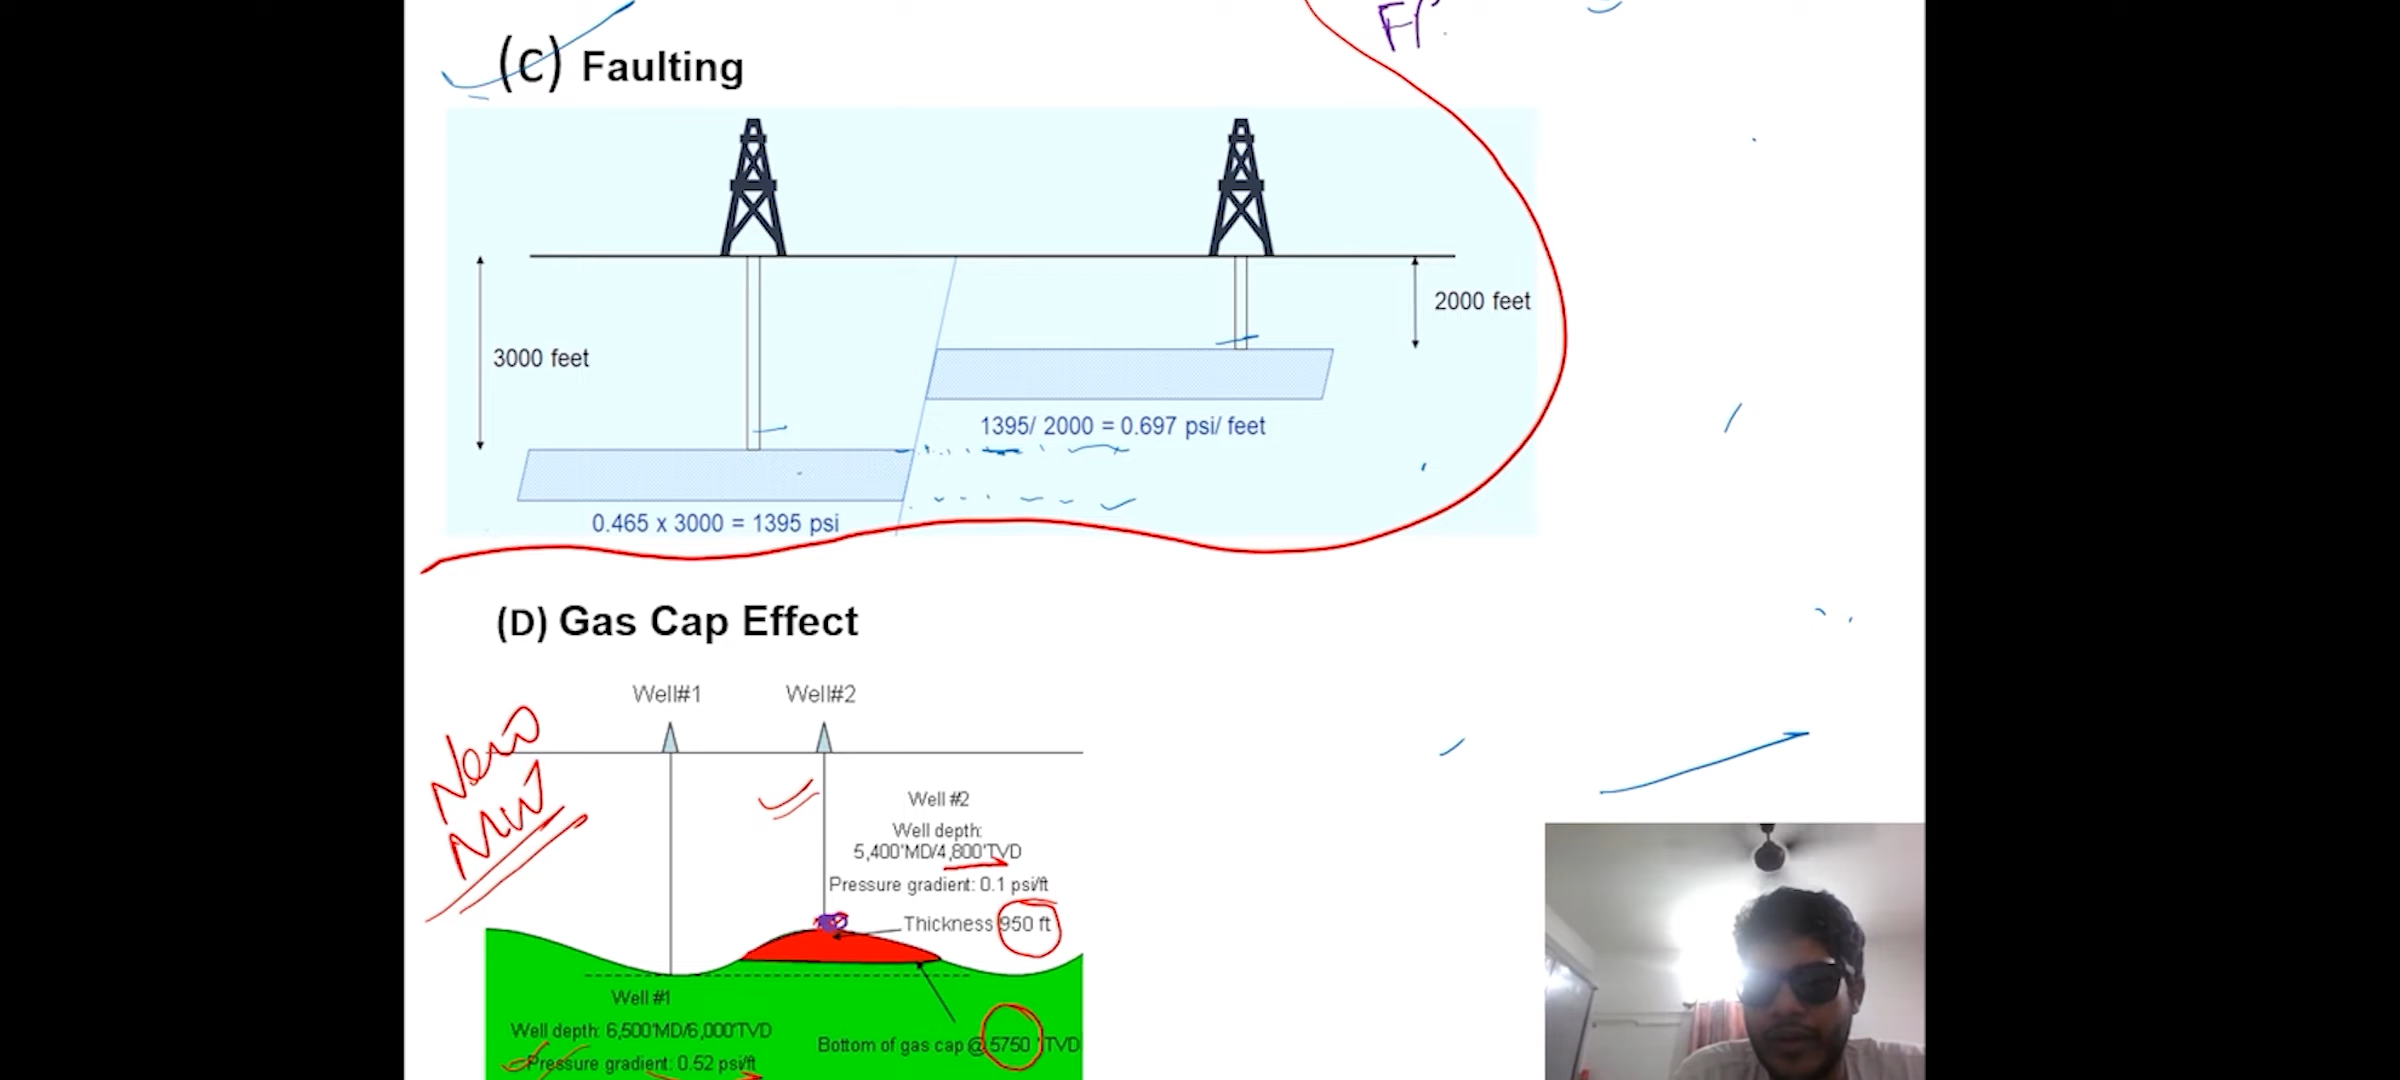 (C) Faulting
2000 feet
3000 feet
1395/ 2000 = 0.697 psi/ feet
0.465 x 3000 = 1395 psi
(D) Gas Cap Effect
Well#1 Well#2
New
MW
Well #2
Well depth:
5,400'MD/4,800'TVD
Pressure gradient: 0.1 psi/ft
Thickness 950 ft
Well #1
Well depth: 6,500'MD/6,000'TVD
Bottom of gas cap @ 5750 'TVD
Pressure gradient: 0.52 psi/ft